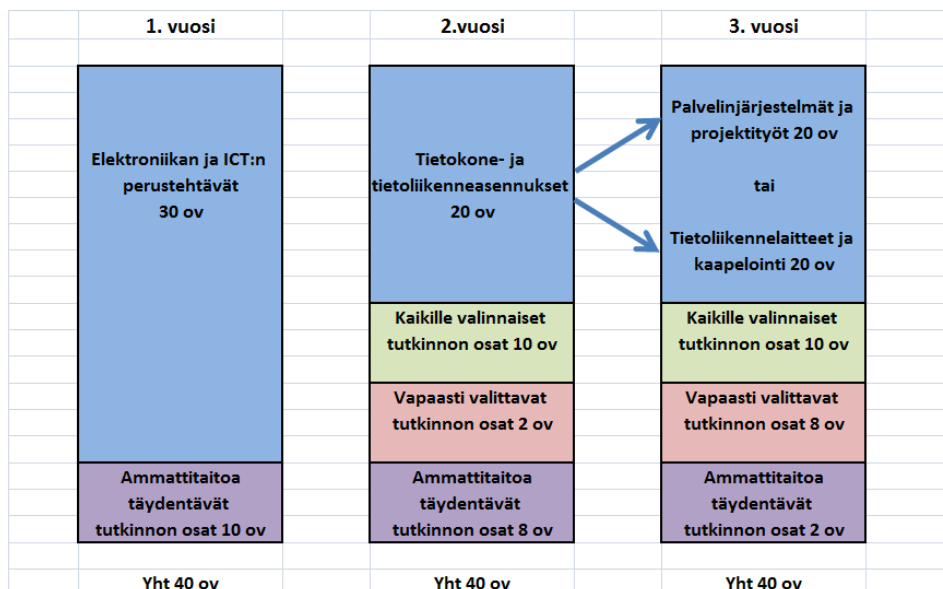 1. vuosi
2.vuosi
3. vuosi
Elektroniikan ja ICT:n
perustehtävät
30 ov
Ammattitaitoa
täydentävät
tutkinnon osat 10 ov
Yht 40 ov
Tietokone- ja
tietoliikenneasennukset
20 ov
Kaikille valinnaiset
tutkinnon osat 10 ov
Vapaasti valittavat
tutkinnon osat 2 ov
Ammattitaitoa
täydentävät
tutkinnon osat 8 ov
Yht 40 ov
Palvelinjärjestelmät ja
projektityöt 20 ov
tai
Tietoliikennelaitteet ja
kaapelointi 20 ov
Kaikille valinnaiset
tutkinnon osat 10 ov
Vapaasti valittavat
tutkinnon osat 8 ov
Ammattitaitoa
täydentävät
tutkinnon osat 2 ov
Yht 40 ov